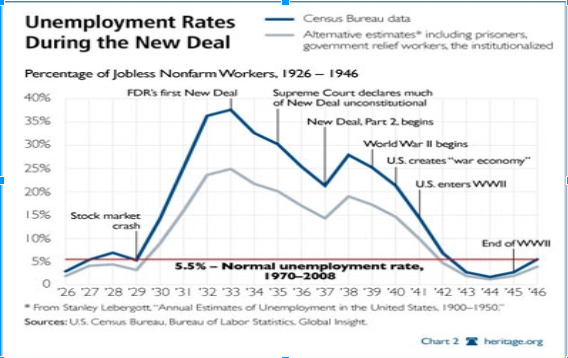 Unemployment Rates
During the New Deal
Census Bureau data
Alternative estimates* including prisoners,
government relief workers, the institutionalized
Percentage of Jobless Nonfarm Workers, 1926 – 1946
40%
35%
30%
25%
20%
15%
10%
5%
0
FDR's first New Deal
Supreme Court declares much
of New Deal unconstitutional
New Deal, Part 2, begins
World War II begins
U.S. creates "war economy"
U.S. enters WWII
Stock market
crash
End of WWII
5.5% – Normal unemployment rate,
1970–2008
'26 '27 '28 '29 '30 '31 '32 '33 '34 '35 '36 '37 '38 '39 '40 '41 '42 '43 '44 '45 '46
* From Stanley Lebergott, "Annual Estimates of Unemployment in the United States, 1900–1950."
Sources: U.S. Census Bureau, Bureau of Labor Statistics, Global Insight.
Chart 2 heritage.org